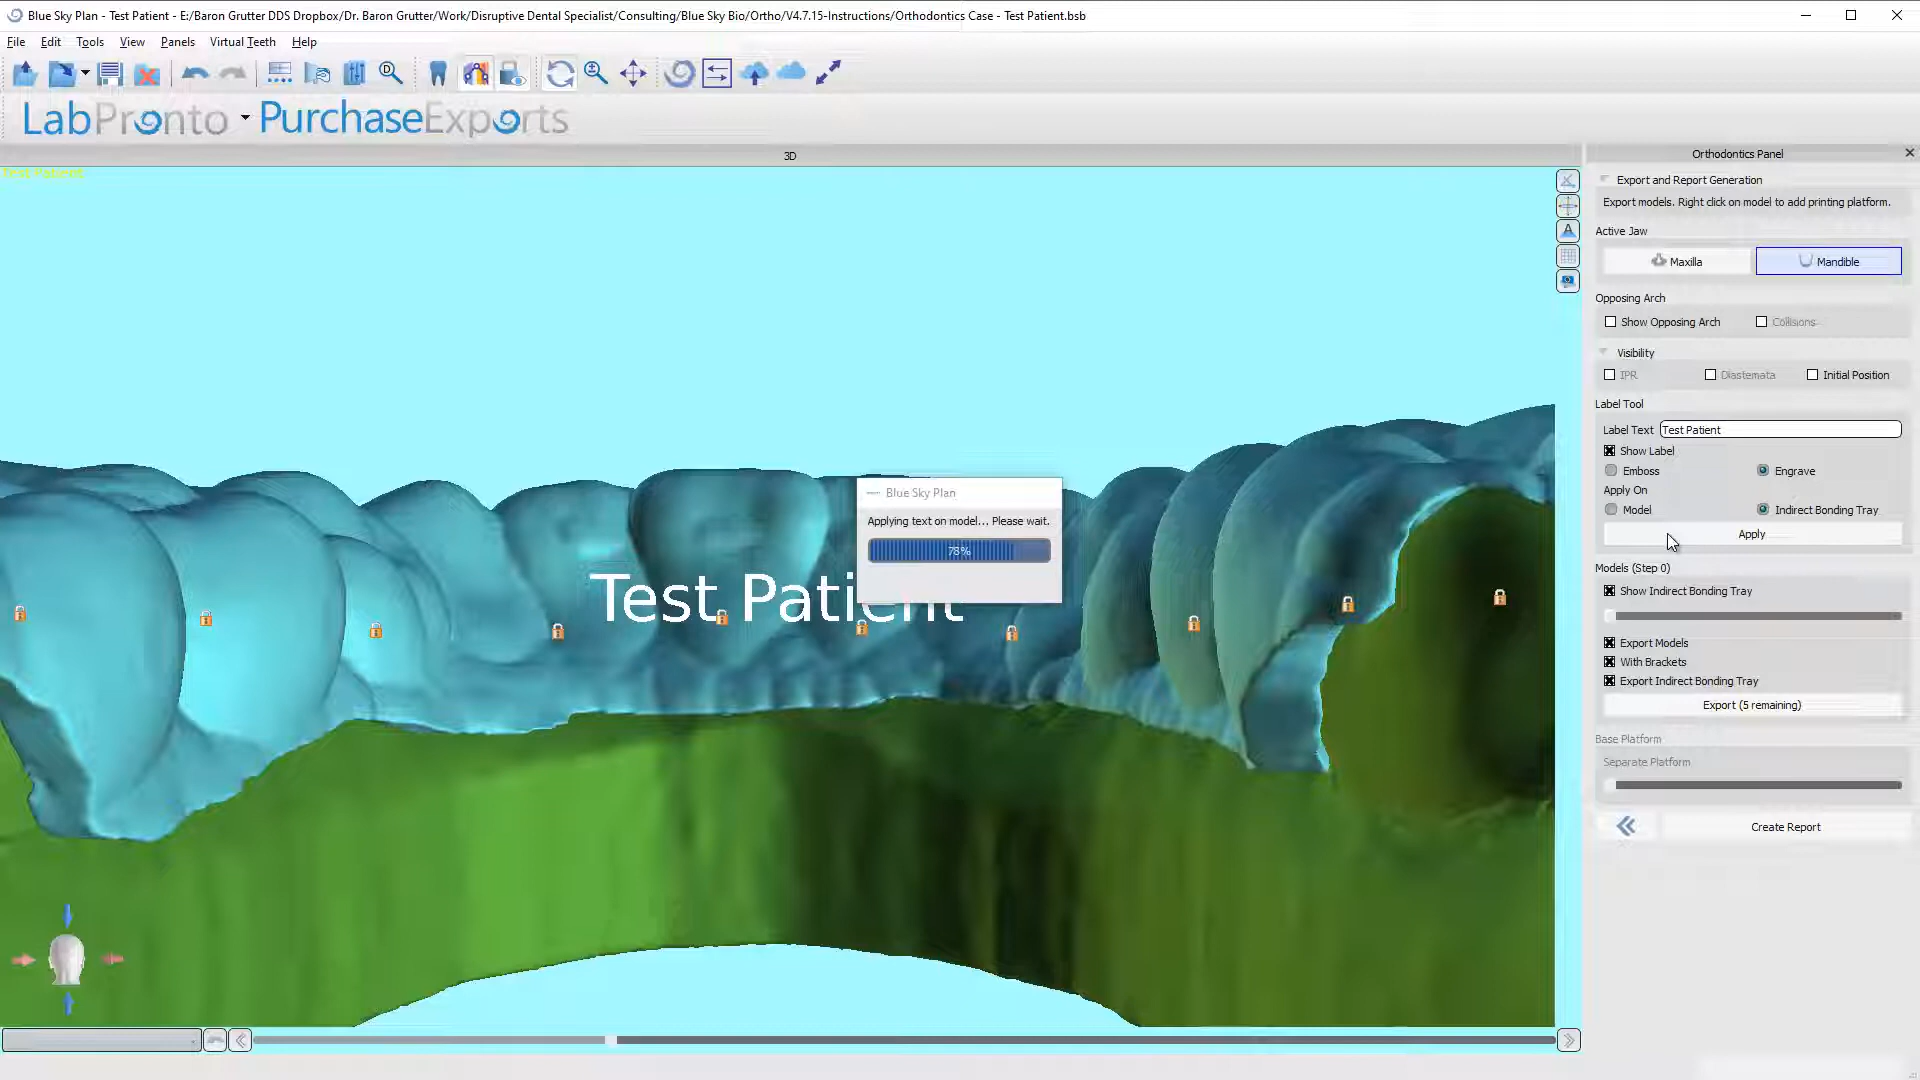 Blue Sky Plan - Test Patient - E:/Baron Grutter DDS Dropbox/Dr. Baron Grutter/Work/Disruptive Dental Specialist/Consulting/Blue Sky Bio/Ortho/V4.7.15-Instructions/Orthodontics Case - Test Patient.bsb
File Edit Tools View Panels Virtual Teeth Help
LabPronto PurchaseExports
3D
Test Patient
Orthodontics Panel
Export and Report Generation
Export models. Right click on model to add printing platform.
Active Jaw
Maxilla Mandible
Opposing Arch
Show Opposing Arch Collisions
Visibility
IPR Diastemata Initial Position
Label Tool
Label Text Test Patient
Show Label
Emboss Engrave
Apply On
Model Indirect Bonding Tray
Apply
Models (Step 0)
Show Indirect Bonding Tray
Export Models
With Brackets
Export Indirect Bonding Tray
Export (5 remaining)
Base Platform
Separate Platform
Create Report
Blue Sky Plan
Applying text on model... Please wait.
78%
Test Patient